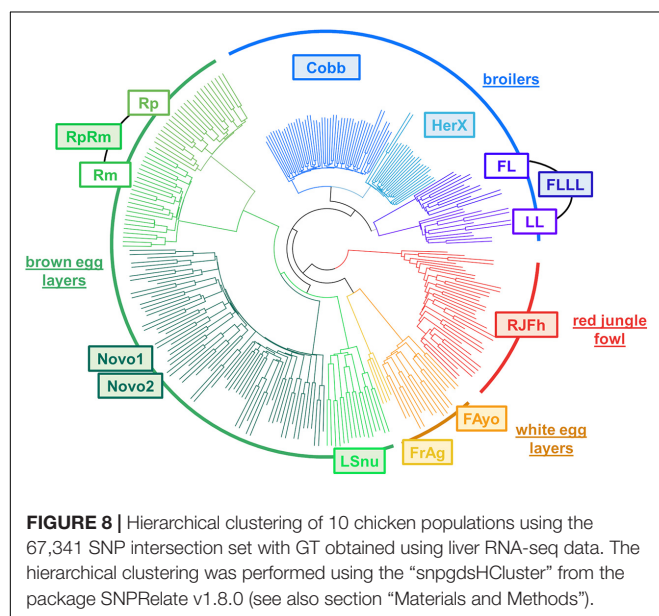 Cobb
broilers
Rp
HerX
RpRm
FL
FLLL
Rm
LL
brown egg
layers
RJFh
red jungle
fowl
Novo1
Novo2
FAyo
white egg
layers
FrAg
LSnu
FIGURE 8 | Hierarchical clustering of 10 chicken populations using the
67,341 SNP intersection set with GT obtained using liver RNA-seq data. The
hierarchical clustering was performed using the “snpgdsHCluster” from the
package SNPRelate v1.8.0 (see also section “Materials and Methods”).